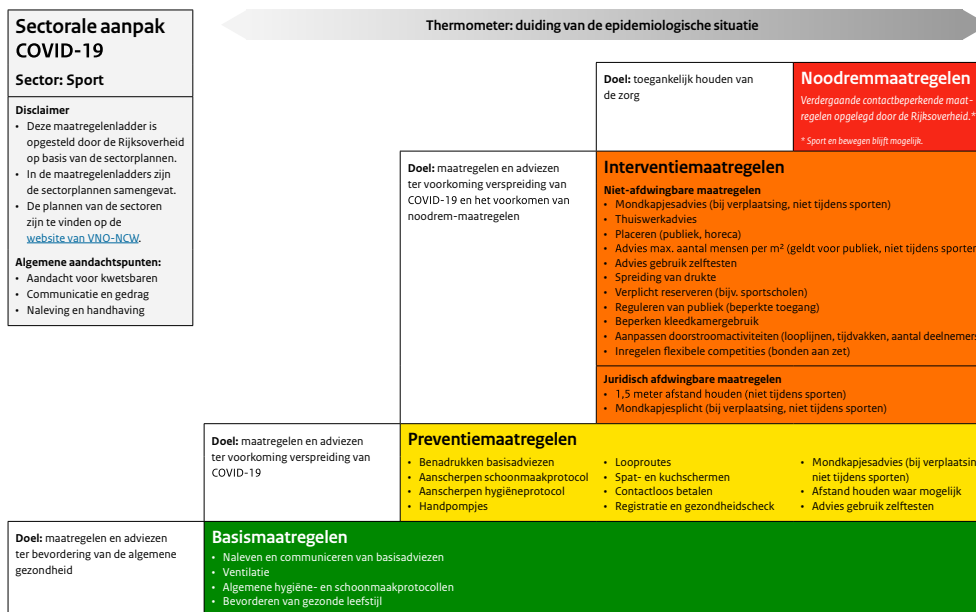 Sectorale aanpak
COVID-19
Sector: Sport
Disclaimer
• Deze maatregelenladder is
opgesteld door de Rijksoverheid
op basis van de sectorplannen.
• In de maatregelenladders zijn
de sectorplannen samengevat.
• De plannen van de sectoren
zijn te vinden op de
website van VNO-NCW.
Algemene aandachtspunten:
• Aandacht voor kwetsbaren
• Communicatie en gedrag
• Naleving en handhaving
Thermometer: duiding van de epidemiologische situatie
Doel: toegankelijk houden van
de zorg
Noodremmaatregelen
Verdergaande contactbeperkende maat-
regelen opgelegd door de Rijksoverheid.*
* Sport en bewegen blijft mogelijk.
Doel: maatregelen en adviezen
ter voorkoming verspreiding van
COVID-19 en het voorkomen van
noodrem-maatregelen
Interventiemaatregelen
Niet-afdwingbare maatregelen
• Mondkapjesadvies (bij verplaatsing, niet tijdens sporten)
• Thuiswerkadvies
• Placeren (publiek, horeca)
• Advies max. aantal mensen per m² (geldt voor publiek, niet tijdens sporten
• Advies gebruik zelftesten
• Spreiding van drukte
• Verplicht reserveren (bijv. sportscholen)
• Reguleren van publiek (beperkte toegang)
• Beperken kleedkamergebruik
• Aanpassen doorstroomactiviteiten (looplijnen, tijdvakken, aantal deelnemers
• Inregelen flexibele competities (bonden aan zet)
Juridisch afdwingbare maatregelen
• 1,5 meter afstand houden (niet tijdens sporten)
• Mondkapjesplicht (bij verplaatsing, niet tijdens sporten)
Doel: maatregelen en adviezen
ter voorkoming verspreiding van
COVID-19
Preventiemaatregelen
• Benadrukken basisadviezen
• Aanscherpen schoonmaakprotocol
• Aanscherpen hygiëneprotocol
• Handpompjes
• Looproutes
• Spat- en kuchschermen
• Contactloos betalen
• Registratie en gezondheidscheck
• Mondkapjesadvies (bij verplaatsin
niet tijdens sporten)
• Afstand houden waar mogelijk
• Advies gebruik zelftesten
Doel: maatregelen en adviezen
ter bevordering van de algemene
gezondheid
Basismaatregelen
• Naleven en communiceren van basisadviezen
• Ventilatie
• Algemene hygiëne- en schoonmaakprotocollen
• Bevorderen van gezonde leefstijl